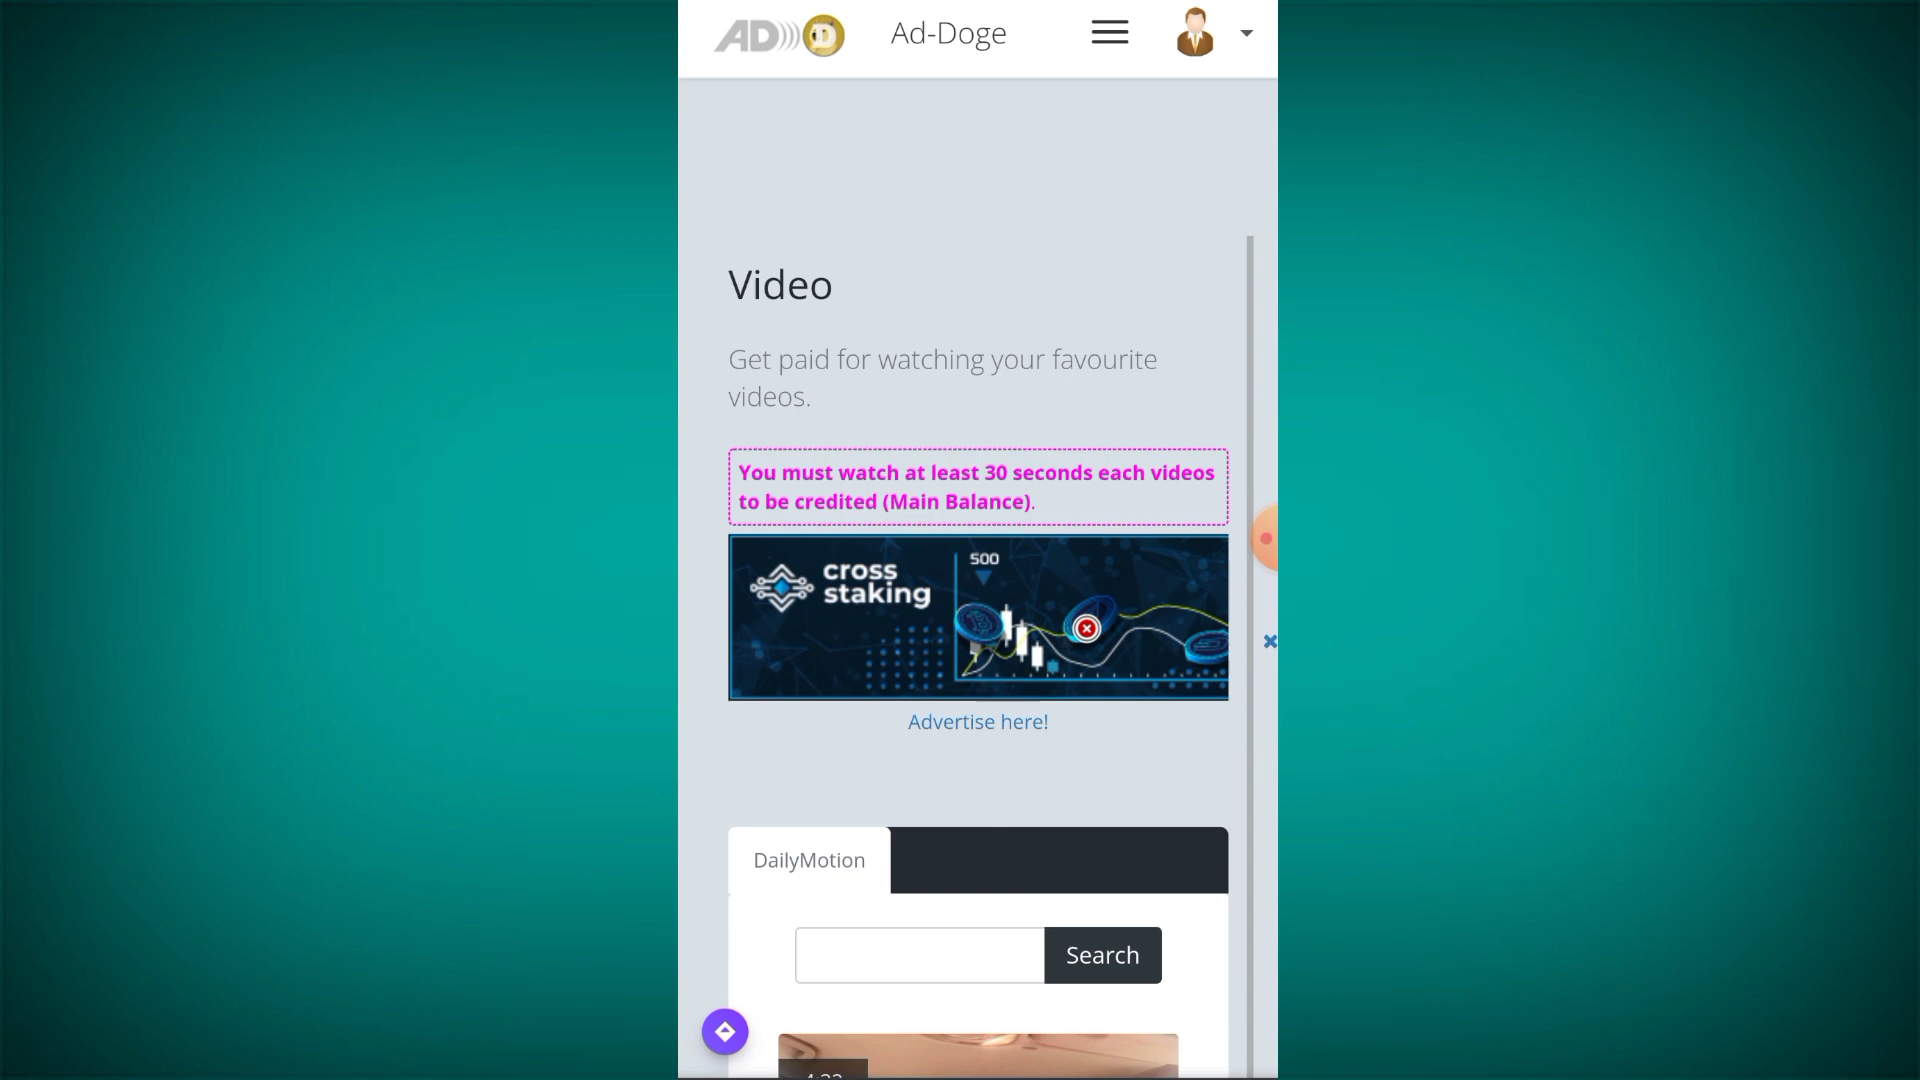 AD
Ad-Doge
Video
Get paid for watching your favourite
videos.
You must watch at least 30 seconds each videos
to be credited (Main Balance).
cross
staking
500
Advertise here!
DailyMotion
Search